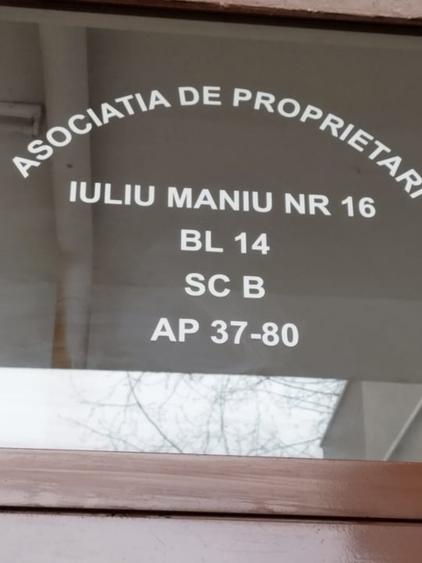 ASOCIATIA DE PROPRIETARI
IULIU MANIU NR 16
BL 14
SC B
AP 37-80